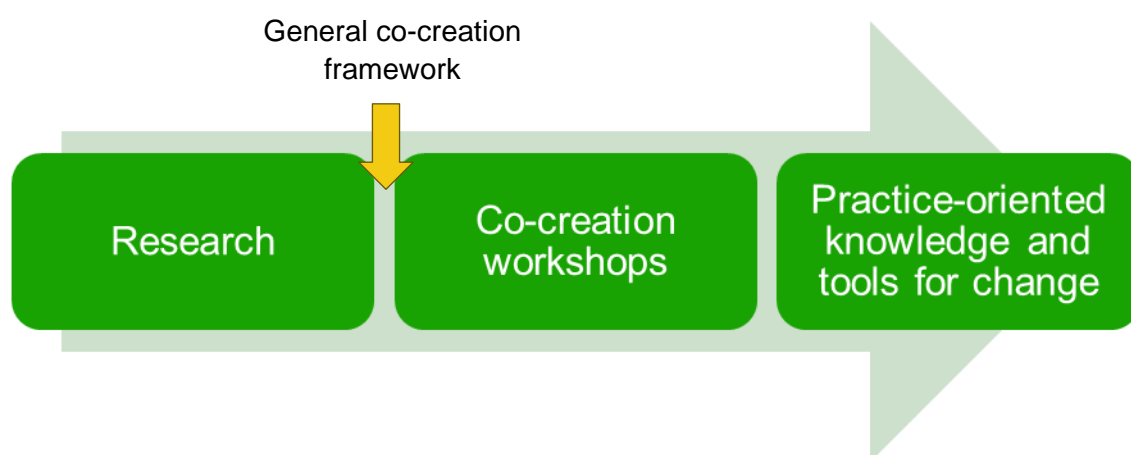 General co-creation
framework
Research
Co-creation
workshops
Practice-oriented
knowledge and
tools for change